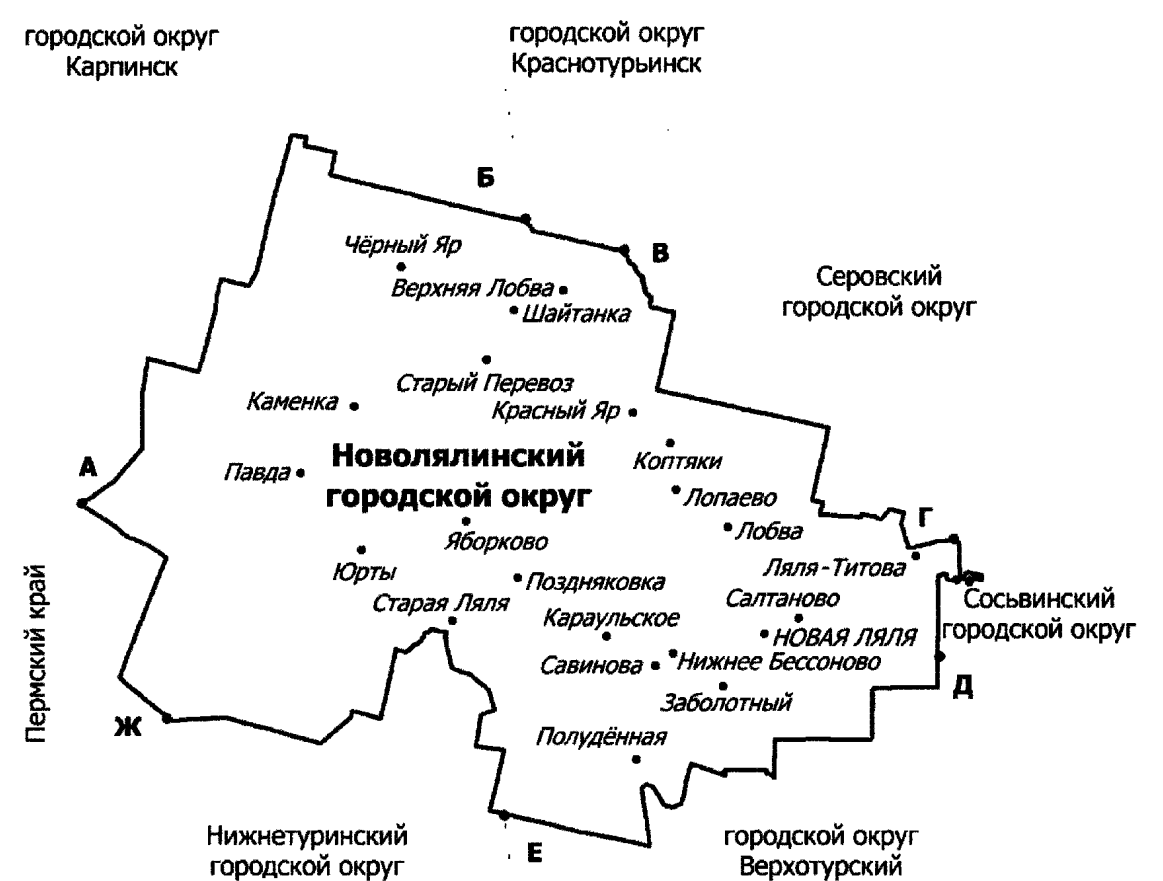 городской округ
Карпинск
городской округ
Краснотурьинск
Б
В
Чёрный Яр
Верхняя Лобва
Шайтанка
Серовский
городской округ
Старый Перевоз
Каменка
Красный Яр
Новолялинский
городской округ
Коптяки
А
Павда
Лопаево
Г
Лобва
Яборково
Ляля-Титова
Юрты
Поздняковка
Старая Ляля
Салтаново
Сосьвинский
городской округ
Караульское
НОВАЯ ЛЯЛЯ
Савинова
Нижнее Бессоново
Пермский край
Заболотный
Д
Ж
Полудённая
Нижнетуринский
городской округ
Е
городской округ
Верхотурский